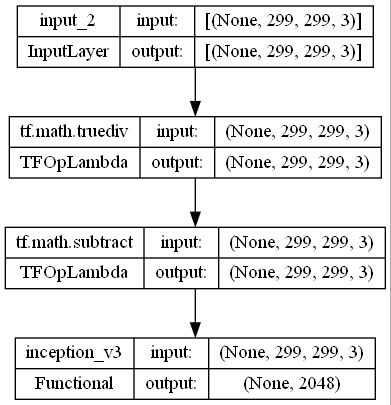 input_2 input: [(None, 299, 299, 3)]
InputLayer output: [(None, 299, 299, 3)]
tf.math.truediv input: (None, 299, 299, 3)
TFOpLambda output: (None, 299, 299, 3)
tf.math.subtract input: (None, 299, 299, 3)
TFOpLambda output: (None, 299, 299, 3)
inception_v3 input: (None, 299, 299, 3)
Functional output: (None, 2048)